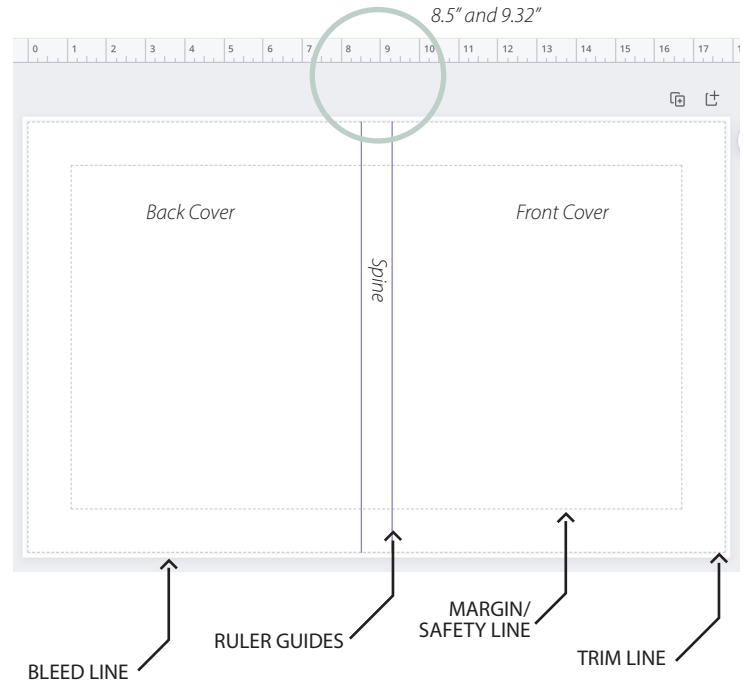 8.5” and 9.32”
0 1 2 3 4 5 6 7 8 9 10 11 12 13 14 15 16 17 1
Back Cover
Front Cover
Spine
RULER GUIDES
MARGIN/
SAFETY LINE
TRIM LINE
BLEED LINE